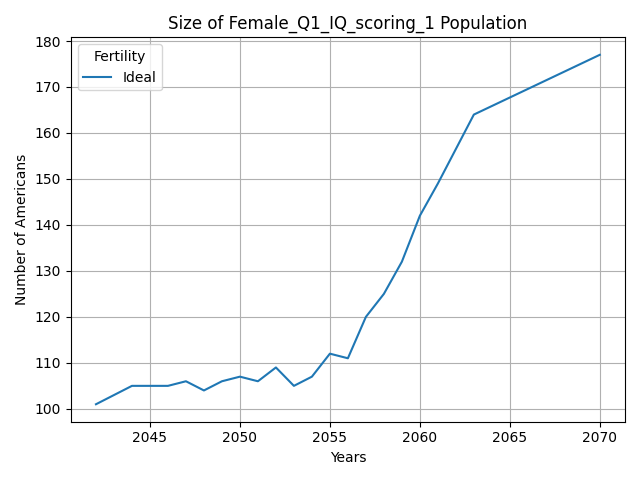 Size of Female_Q1_IQ_scoring_1 Population
Fertility
Ideal
Number of Americans
180
170
160
150
140
130
120
110
100
2045 2050 2055 2060 2065 2070
Years